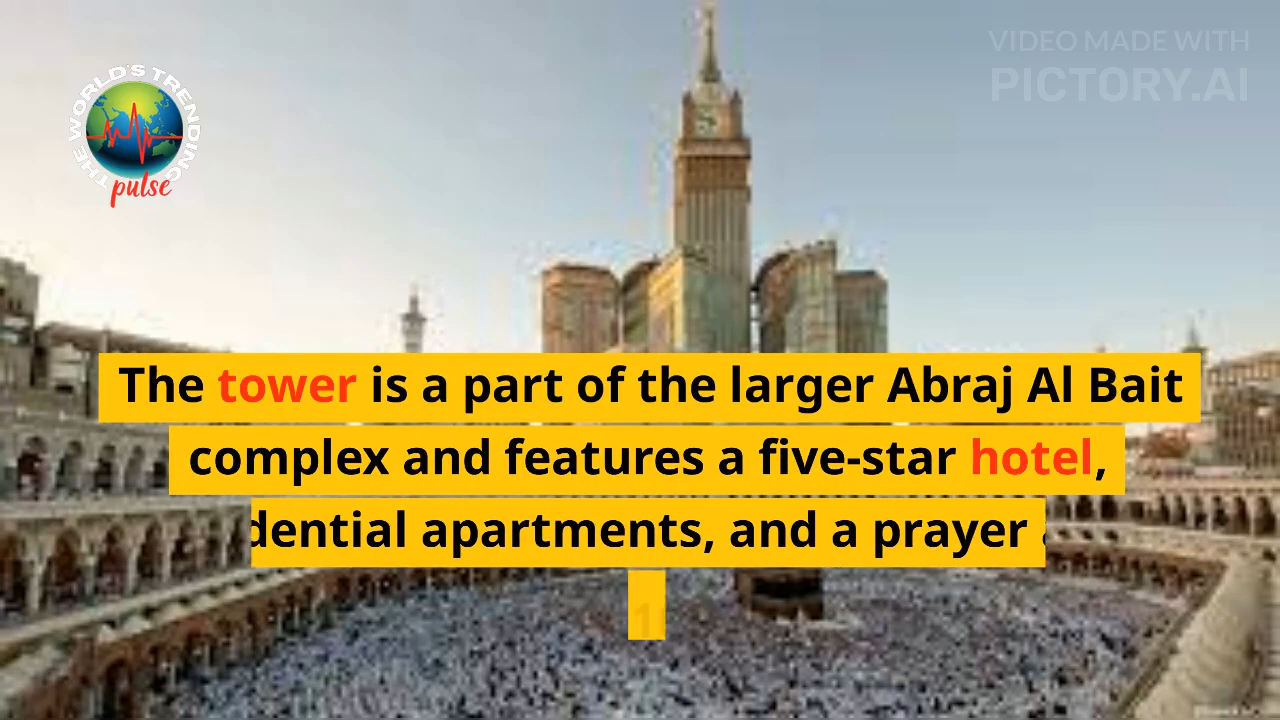 THE WORLD'S TRENDING
pulse
VIDEO MADE WITH
PICTORY.AI
The tower is a part of the larger Abraj Al Bait
complex and features a five-star hotel,
dential apartments, and a prayer